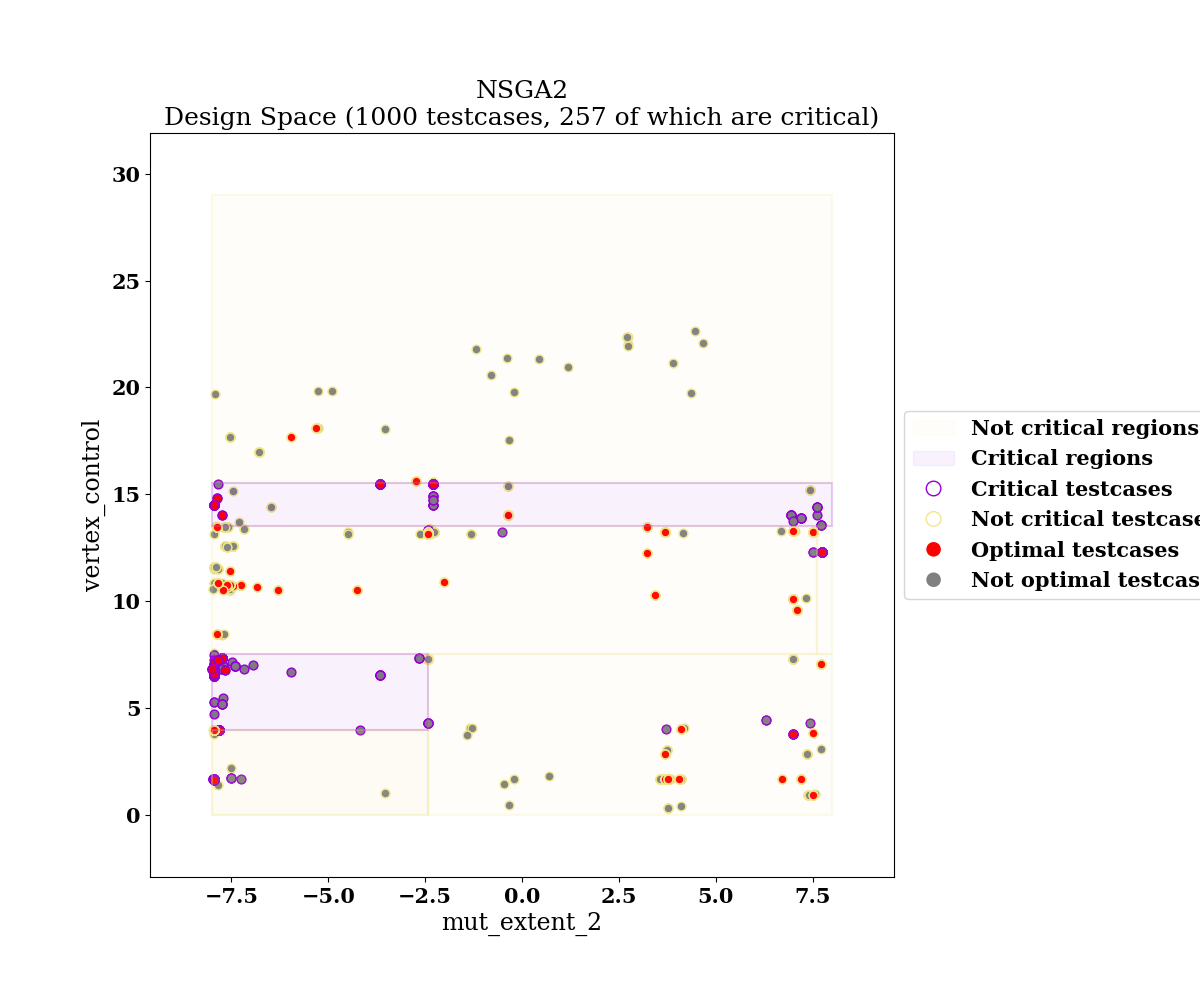 NSGA2
Design Space (1000 testcases, 257 of which are critical)
30
25
20
15
10
5
0
vertex_control
−7.5
−5.0
−2.5
0.0
2.5
5.0
7.5
mut_extent_2
Not critical regions
Critical regions
Critical testcases
Not critical testcase
Optimal testcases
Not optimal testcas